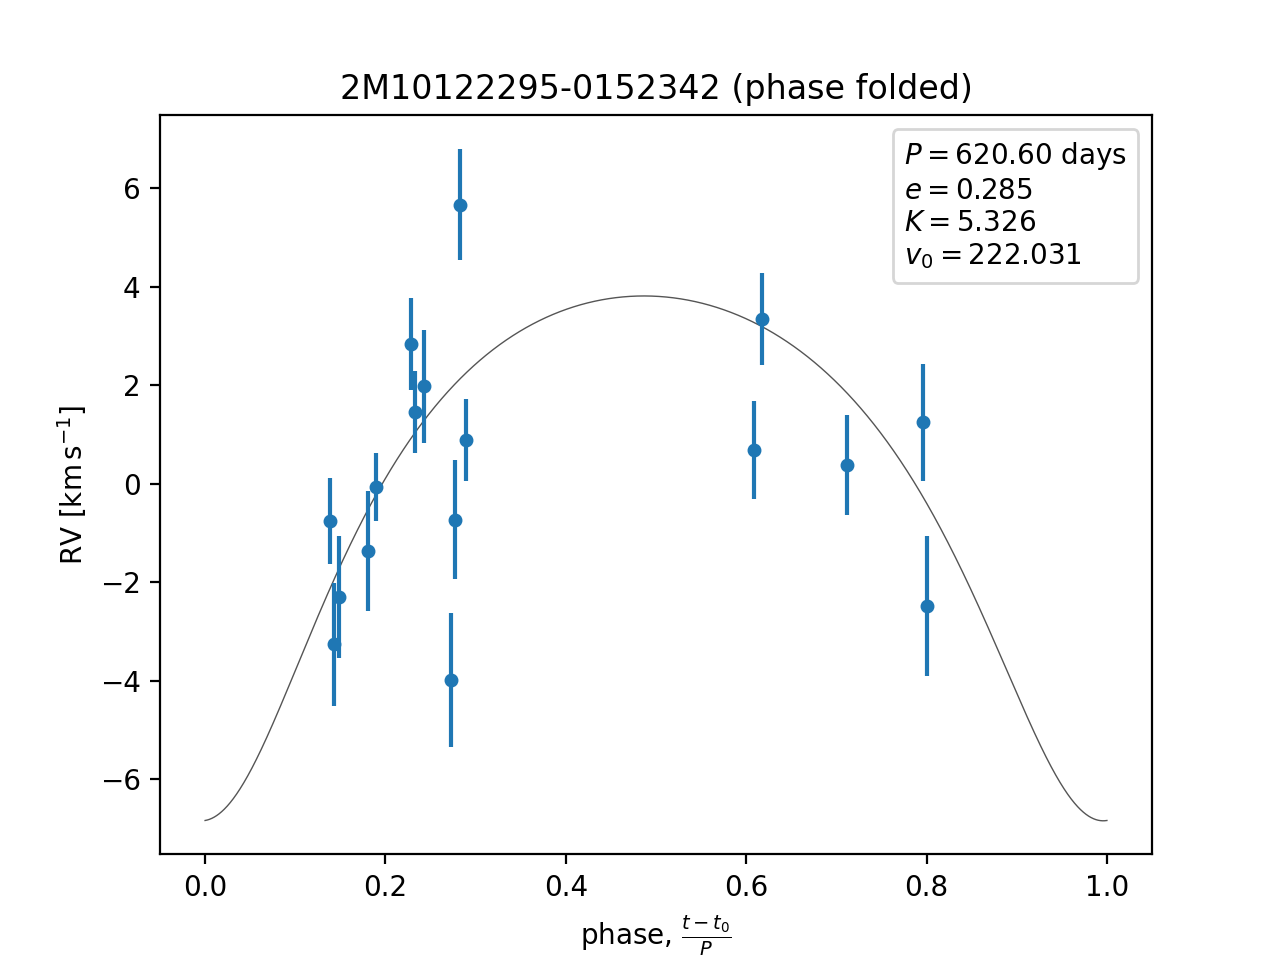 2M10122295-0152342 (phase folded)
P = 620.60 days
e = 0.285
K = 5.326
v₀ = 222.031
6
4
2
0
−2
−4
−6
RV [km s⁻¹]
0.0 0.2 0.4 0.6 0.8 1.0
phase, (t − t₀)/P